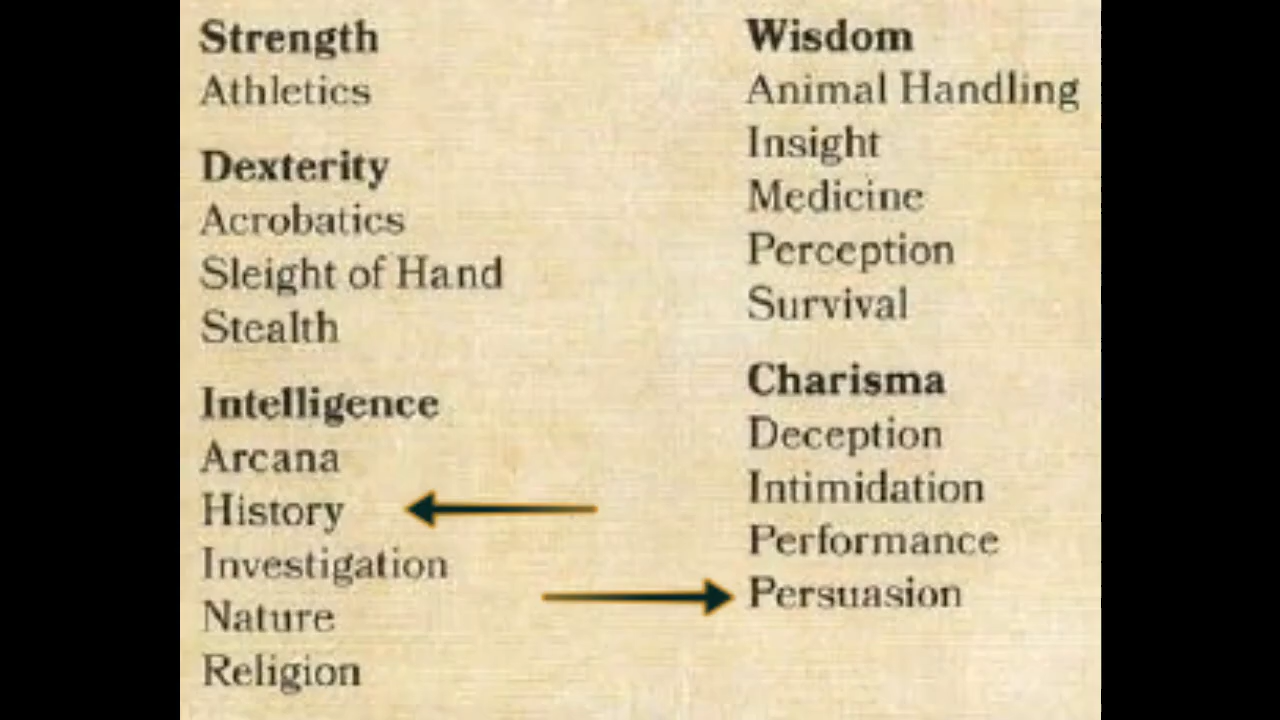 Strength
Athletics
Dexterity
Acrobatics
Sleight of Hand
Stealth
Intelligence
Arcana
History
Investigation
Nature
Religion
Wisdom
Animal Handling
Insight
Medicine
Perception
Survival
Charisma
Deception
Intimidation
Performance
Persuasion